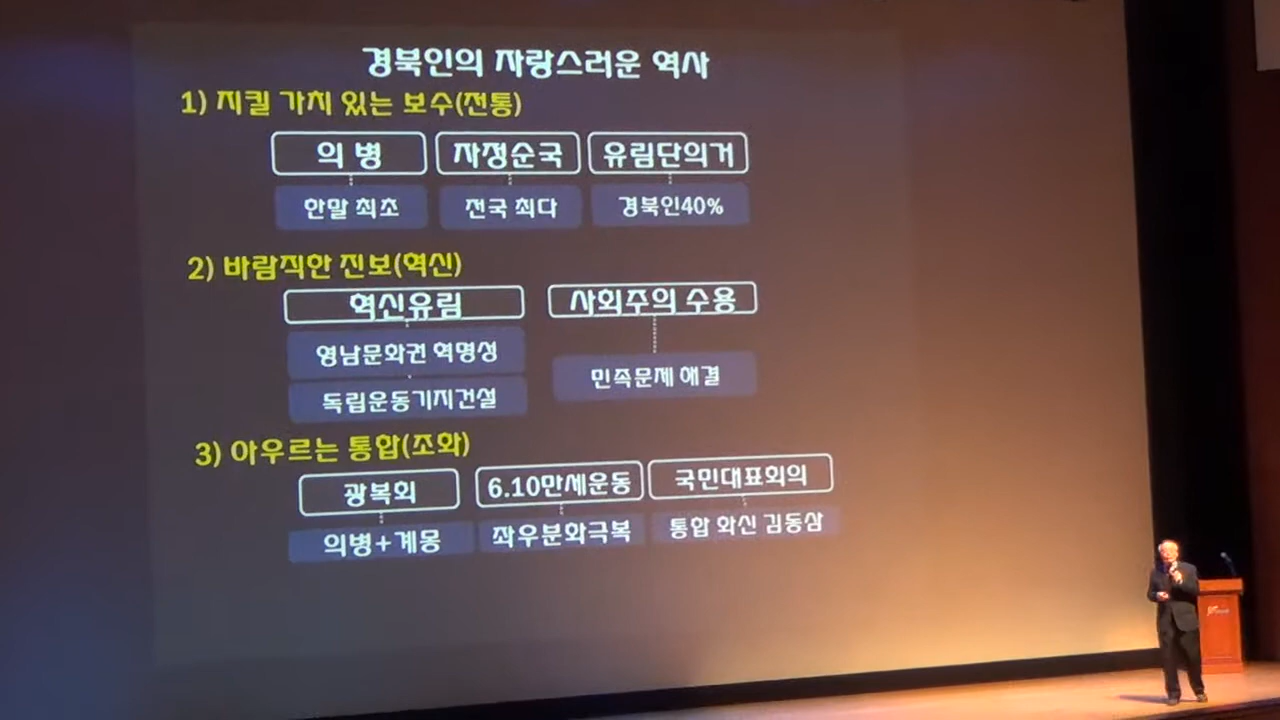 경북인의 자랑스러운 역사
1) 지킬 가치 있는 보수(전통)
의 병 자정순국 유림단의거
한말 최초 전국 최다 경북인40%
2) 바람직한 진보(혁신)
혁신유림 사회주의 수용
영남문화권 혁명성
민족문제 해결
독립운동기지건설
3) 아우르는 통합(조화)
광복회 6.10만세운동 국민대표회의
의병+계몽 좌우분화극복 통합 화신 김동삼